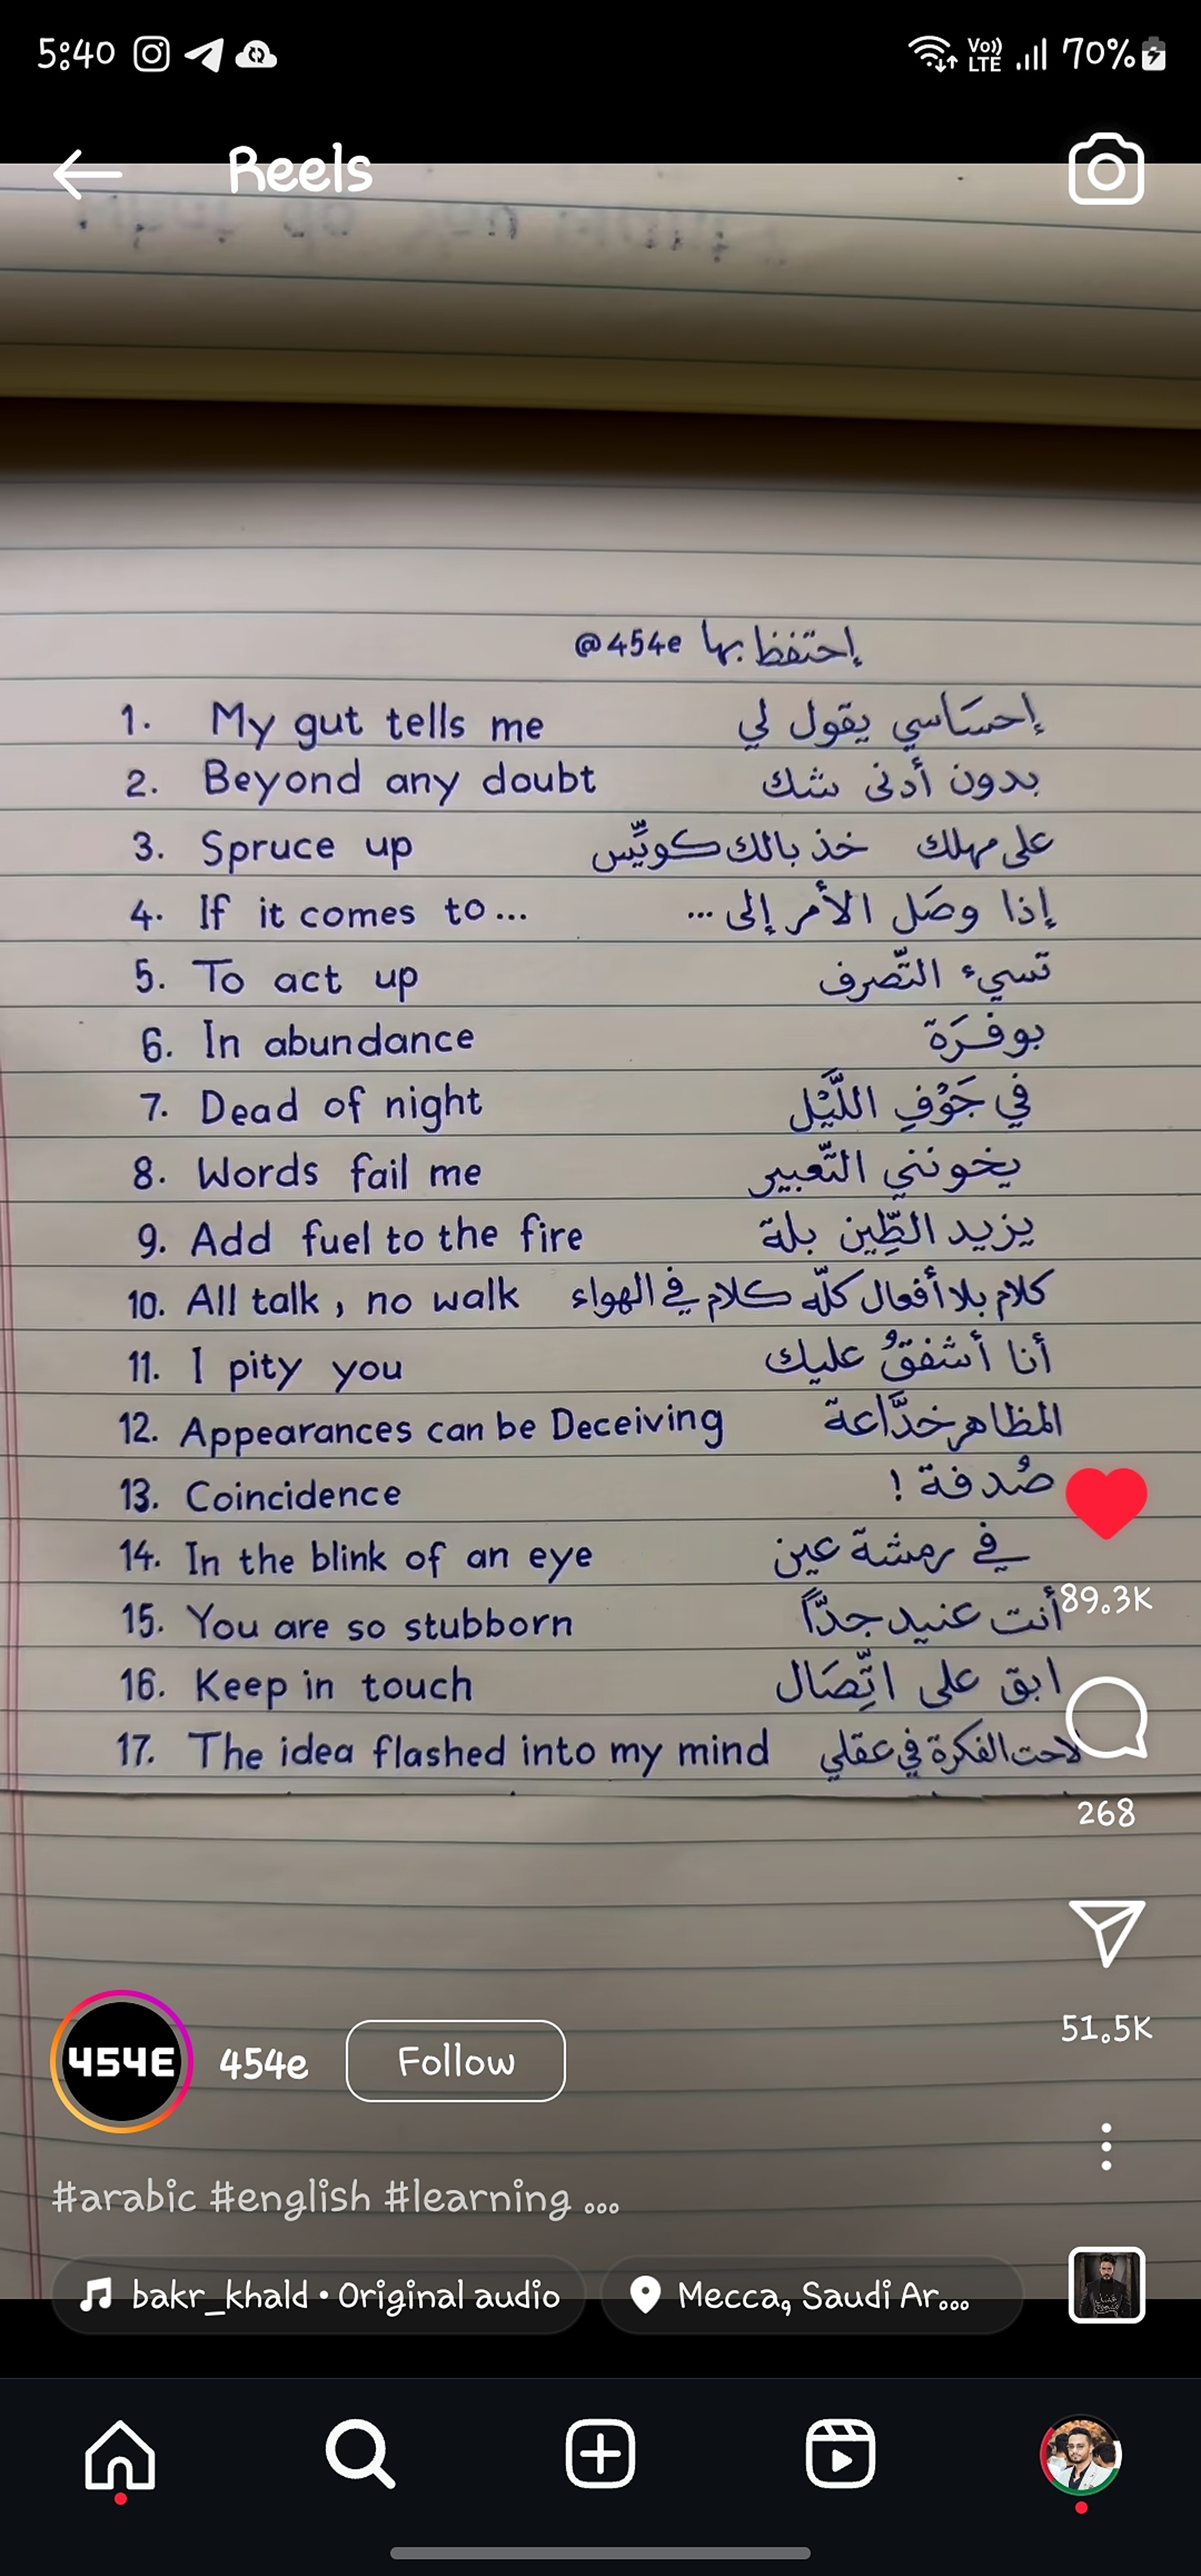 5:40
Vo)) LTE 70%
Reels
إحتفظ بها @454e
1. My gut tells me إحسَاسي يقول لي
2. Beyond any doubt بدون أدنى شك
3. Spruce up على مهلك خذ بالك كويِّس
4. If it comes to... إذا وصَل الأمر إلى ...
5. To act up تسيء التّصرف
6. In abundance بوفرَة
7. Dead of night في جَوْفِ اللَّيْل
8. Words fail me يخونني التّعبير
9. Add fuel to the fire يزيد الطِّين بلة
10. All talk, no walk كلام بلا أفعال كلّه كلام في الهواء
11. I pity you أنا أشفقُ عليك
12. Appearances can be Deceiving المظاهر خدَّاعة
13. Coincidence صُدفة !
14. In the blink of an eye في رمشة عين
15. You are so stubborn أنت عنيد جدًّا
89.3K
16. Keep in touch ابق على اتِّصَال
17. The idea flashed into my mind لاحت الفكرة في عقلي
268
51.5K
454E 454e Follow
#arabic #english #learning ...
bakr_khald • Original audio Mecca, Saudi Ar...